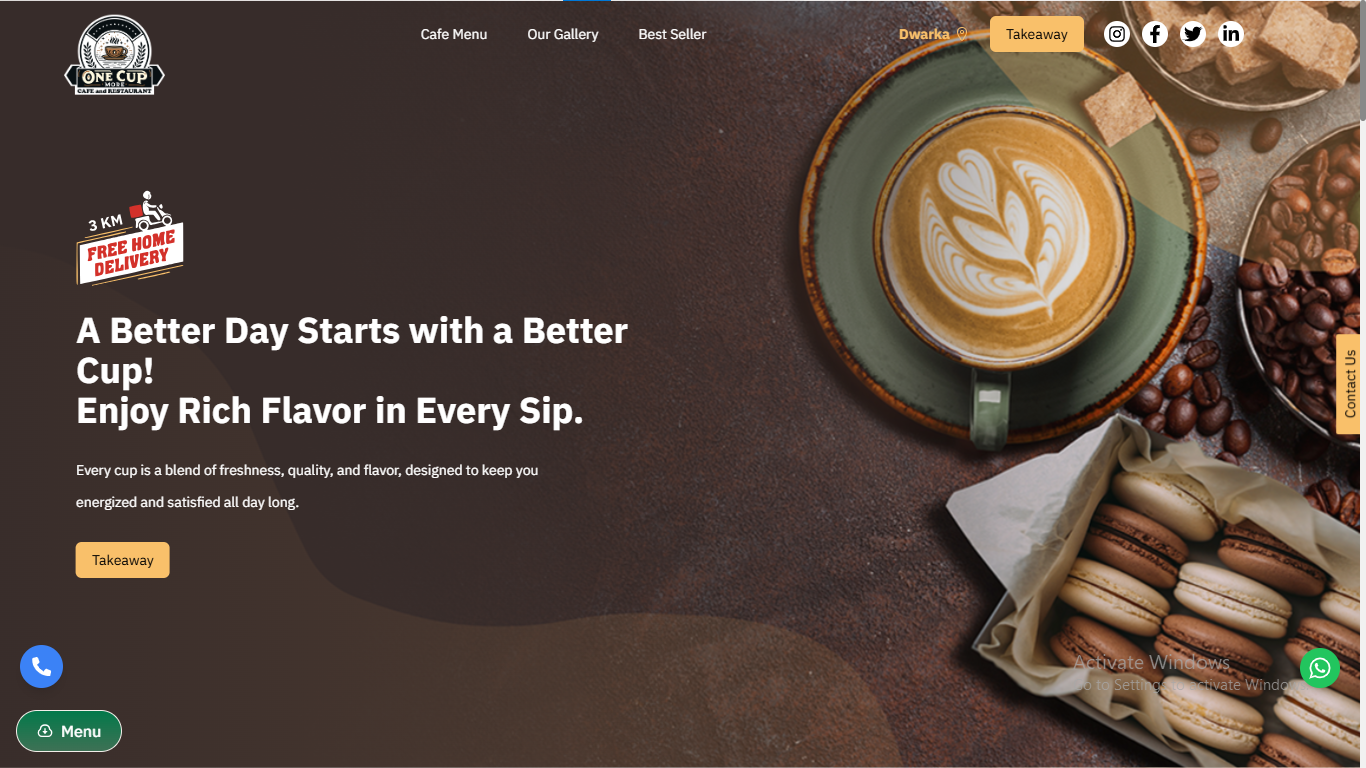 ONE CUP
MORE
CAFE and RESTAURANT
Cafe Menu
Our Gallery
Best Seller
Dwarka
Takeaway
3 KM
FREE HOME
DELIVERY
A Better Day Starts with a Better
Cup!
Enjoy Rich Flavor in Every Sip.
Every cup is a blend of freshness, quality, and flavor, designed to keep you
energized and satisfied all day long.
Takeaway
Contact Us
Activate Windows
Go to Settings to activate Windows
Menu